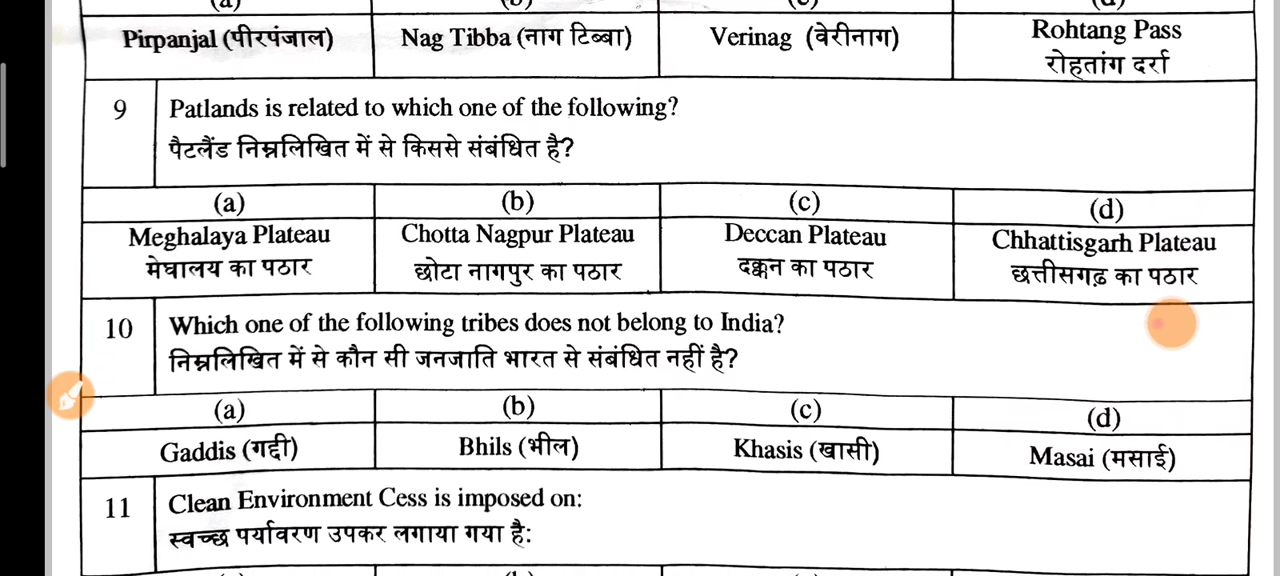 (a) (b) (c) (d)
Pirpanjal (पीरपंजाल) Nag Tibba (नाग टिब्बा) Verinag (वेरीनाग) Rohtang Pass
रोहतांग दर्रा
9 Patlands is related to which one of the following?
पैटलैंड निम्नलिखित में से किससे संबंधित है?
(a) (b) (c) (d)
Meghalaya Plateau Chotta Nagpur Plateau Deccan Plateau Chhattisgarh Plateau
मेघालय का पठार छोटा नागपुर का पठार दक्कन का पठार छत्तीसगढ़ का पठार
10 Which one of the following tribes does not belong to India?
निम्नलिखित में से कौन सी जनजाति भारत से संबंधित नहीं है?
(a) (b) (c) (d)
Gaddis (गद्दी) Bhils (भील) Khasis (खासी) Masai (मसाई)
11 Clean Environment Cess is imposed on:
स्वच्छ पर्यावरण उपकर लगाया गया है: